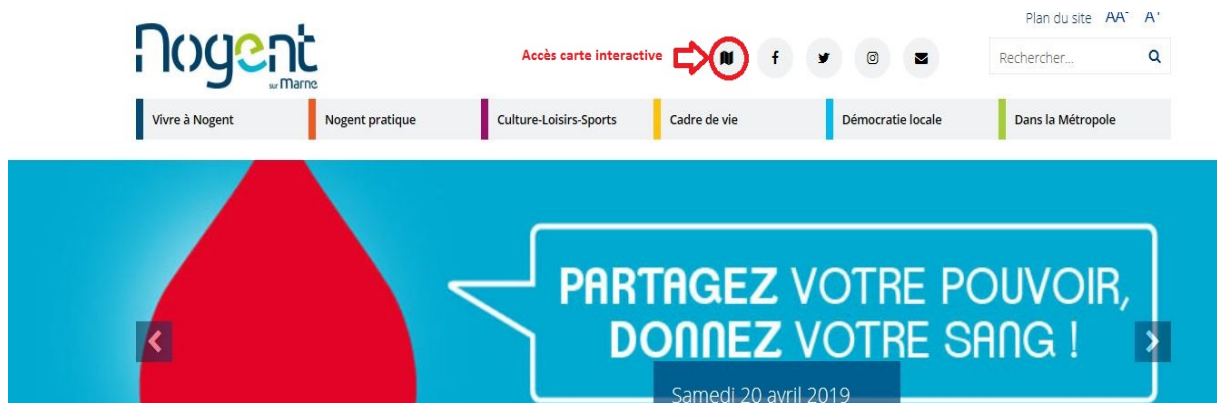 Plan du site AA- A+
nogent
sur Marne
Accès carte interactive
Rechercher...
Vivre à Nogent
Nogent pratique
Culture-Loisirs-Sports
Cadre de vie
Démocratie locale
Dans la Métropole
PARTAGEZ VOTRE POUVOIR,
DONNEZ VOTRE SANG !
Samedi 20 avril 2019